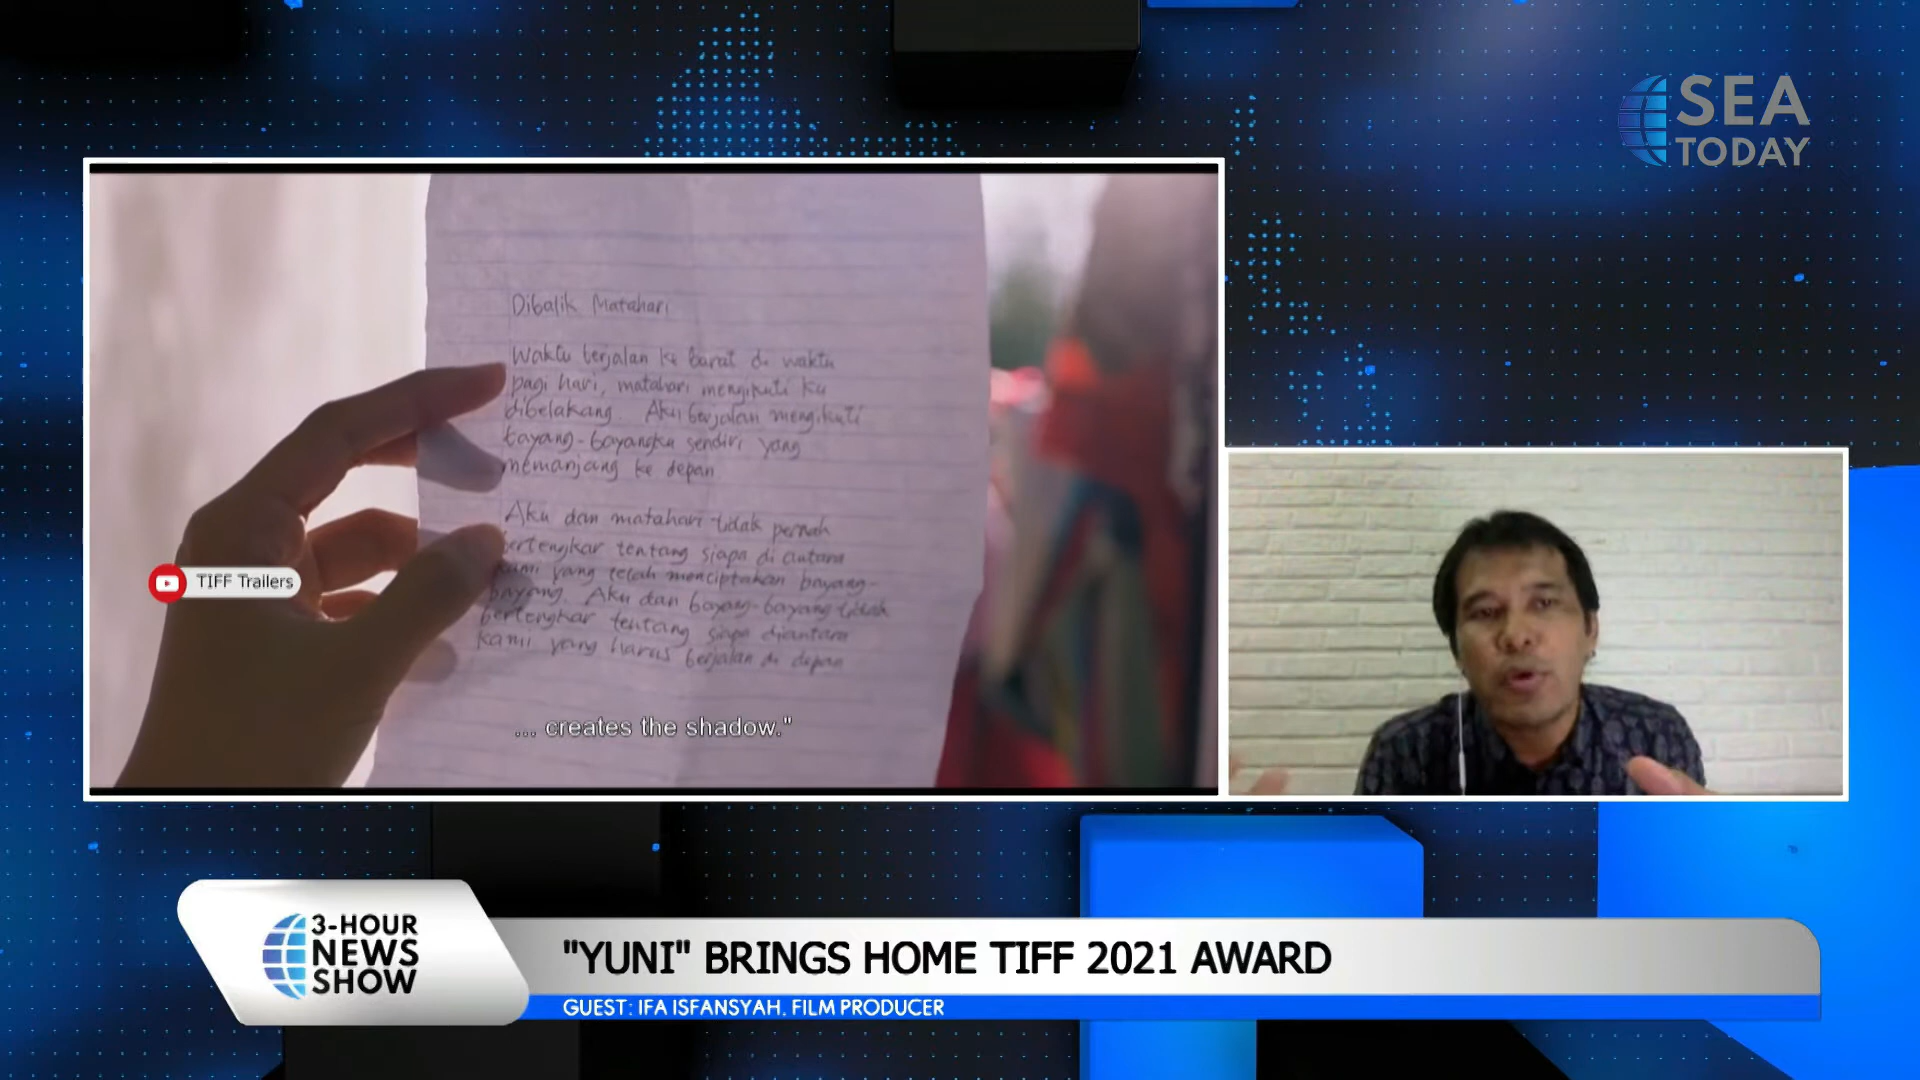 SEA
TODAY
Dibalik Matahari
Waktu berjalan ke barat di waktu
pagi hari, matahari mengikuti ku
dibelakang. Aku berjalan mengikuti
bayang-bayangku sendiri yang
memanjang ke depan.
Aku dan matahari tidak pernah
bertengkar tentang siapa di antara
kami yang telah menciptakan bayang-
bayang. Aku dan bayang-bayang tidak
bertengkar tentang siapa diantara
kami yang harus berjalan di depan
TIFF Trailers
... creates the shadow."
3-HOUR
NEWS
SHOW
"YUNI" BRINGS HOME TIFF 2021 AWARD
GUEST: IFA ISFANSYAH, FILM PRODUCER